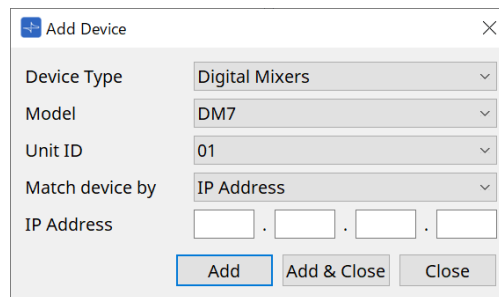 Add Device
Device Type Digital Mixers
Model DM7
Unit ID 01
Match device by IP Address
IP Address . . .
Add Add & Close Close